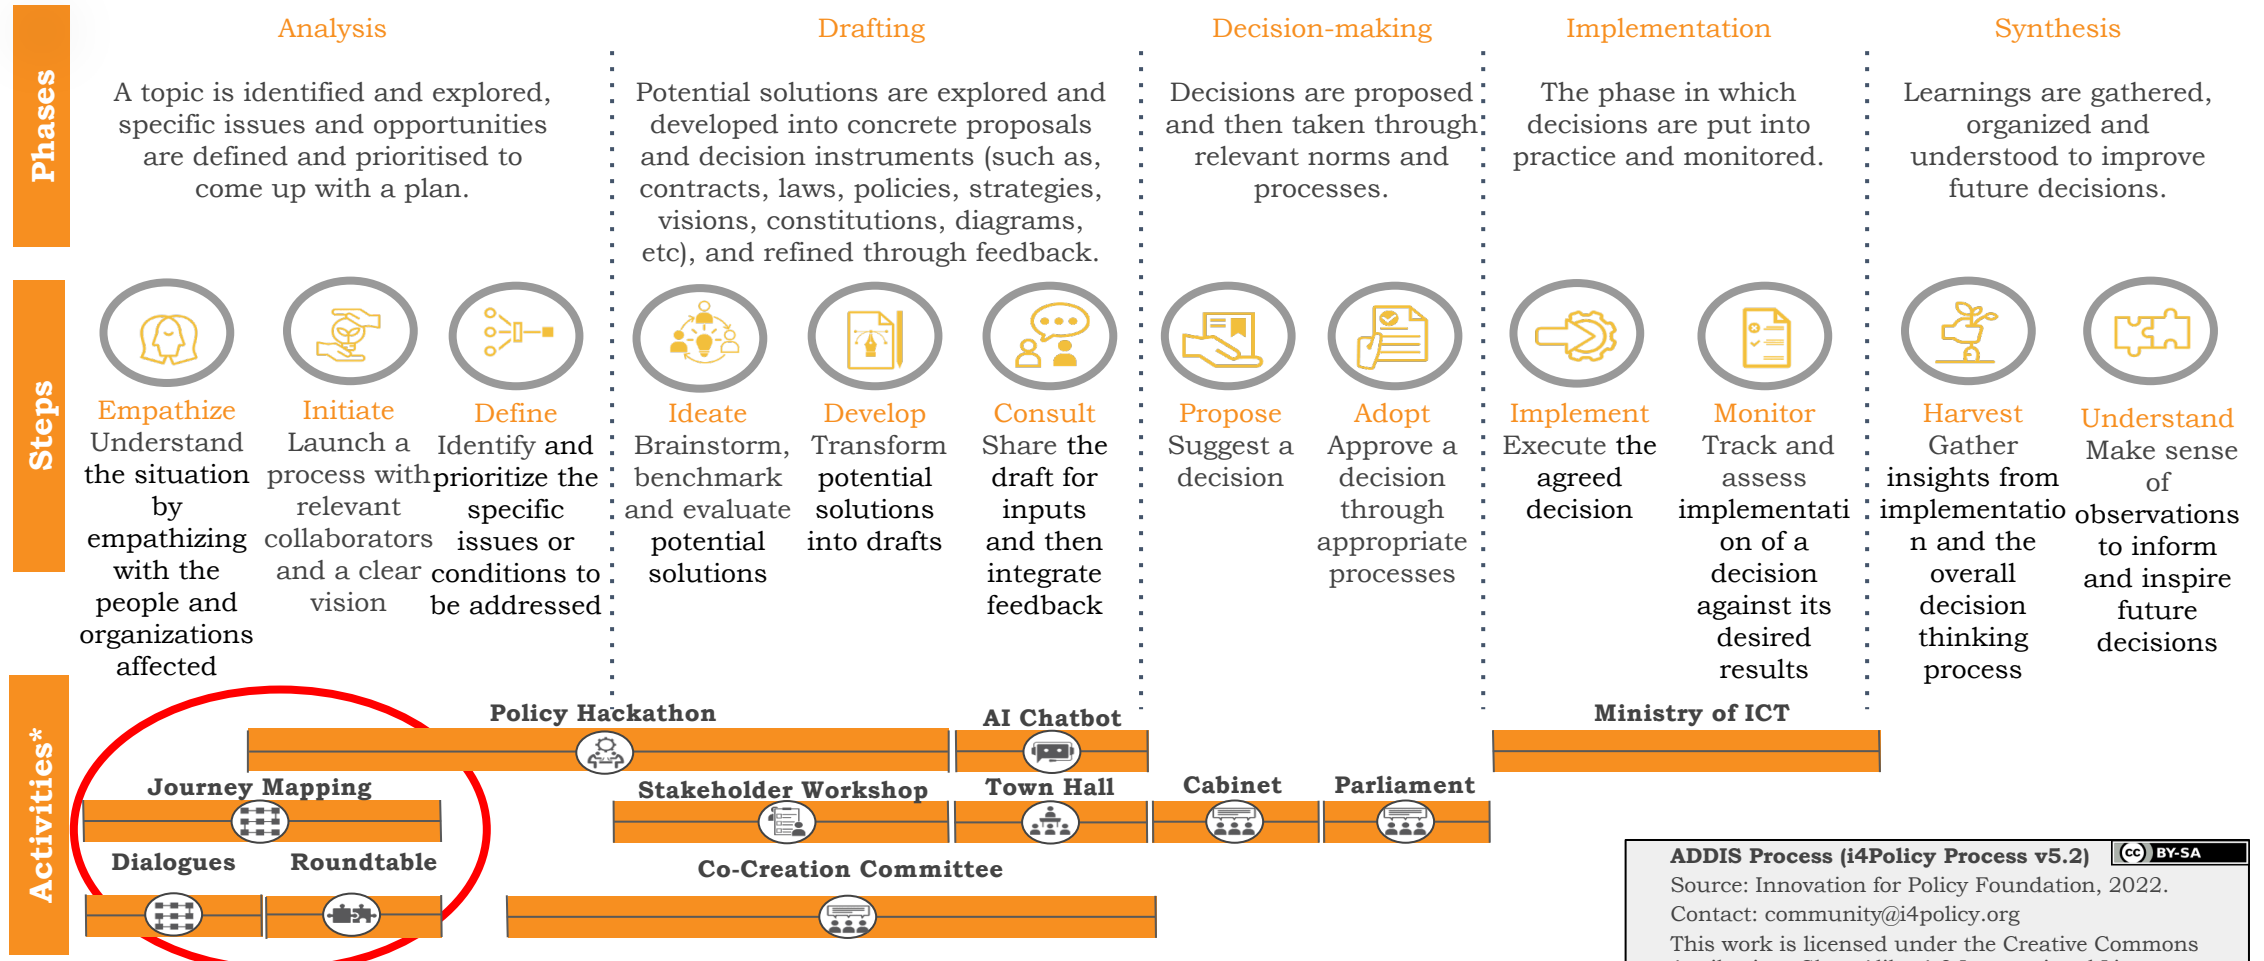 Phases
Analysis
A topic is identified and explored,
specific issues and opportunities
are defined and prioritised to
come up with a plan.
Drafting
Potential solutions are explored and
developed into concrete proposals
and decision instruments (such as,
contracts, laws, policies, strategies,
visions, constitutions, diagrams,
etc), and refined through feedback.
Decision-making
Decisions are proposed
and then taken through
relevant norms and
processes.
Implementation
The phase in which
decisions are put into
practice and monitored.
Synthesis
Learnings are gathered,
organized and
understood to improve
future decisions.
Steps
Empathize
Understand
the situation
by
empathizing
with the
people and
organizations
affected
Initiate
Launch a
process with
relevant
collaborators
and a clear
vision
Define
Identify and
prioritize the
specific
issues or
conditions to
be addressed
Ideate
Brainstorm,
benchmark
and evaluate
potential
solutions
Develop
Transform
potential
solutions
into drafts
Consult
Share the
draft for
inputs
and then
integrate
feedback
Propose
Suggest a
decision
Adopt
Approve a
decision
through
appropriate
processes
Implement
Execute the
agreed
decision
Monitor
Track and
assess
implementati
on of a
decision
against its
desired
results
Harvest
Gather
insights from
implementatio
n and the
overall
decision
thinking
process
Understand
Make sense
of
observations
to inform
and inspire
future
decisions
Activities*
Policy Hackathon
AI Chatbot
Ministry of ICT
Journey Mapping
Stakeholder Workshop
Town Hall
Cabinet
Parliament
Dialogues
Roundtable
Co-Creation Committee
ADDIS Process (i4Policy Process v5.2)
cc BY-SA
Source: Innovation for Policy Foundation, 2022.
Contact: community@i4policy.org
This work is licensed under the Creative Commons